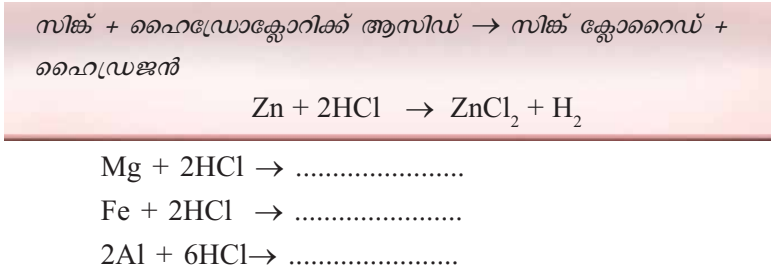 സിങ്ക് + ഹൈഡ്രോക്ലോറിക്ക് ആസിഡ് → സിങ്ക് ക്ലോറൈഡ് +
ഹൈഡ്രജൻ
Zn + 2HCl → ZnCl₂ + H₂
Mg + 2HCl → .......................
Fe + 2HCl → .......................
2Al + 6HCl→ .......................